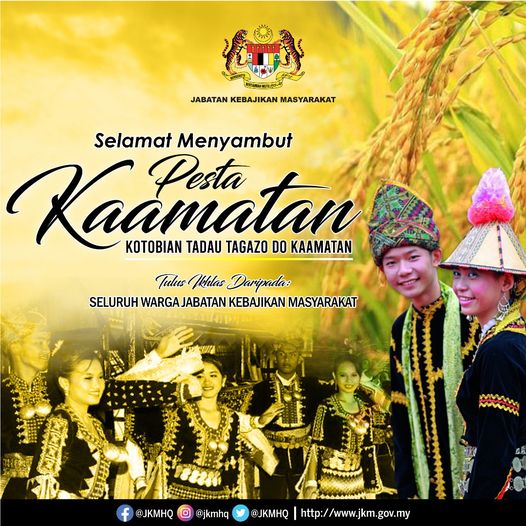 JABATAN KEBAJIKAN MASYARAKAT
Selamat Menyambut
Pesta
Kaamatan
KOTOBIAN TADAU TAGAZO DO KAAMATAN
Tulus Ikhlas Daripada:
SELURUH WARGA JABATAN KEBAJIKAN MASYARAKAT
@JKMHQ @jkmhq @JKMHQ | http://www.jkm.gov.my